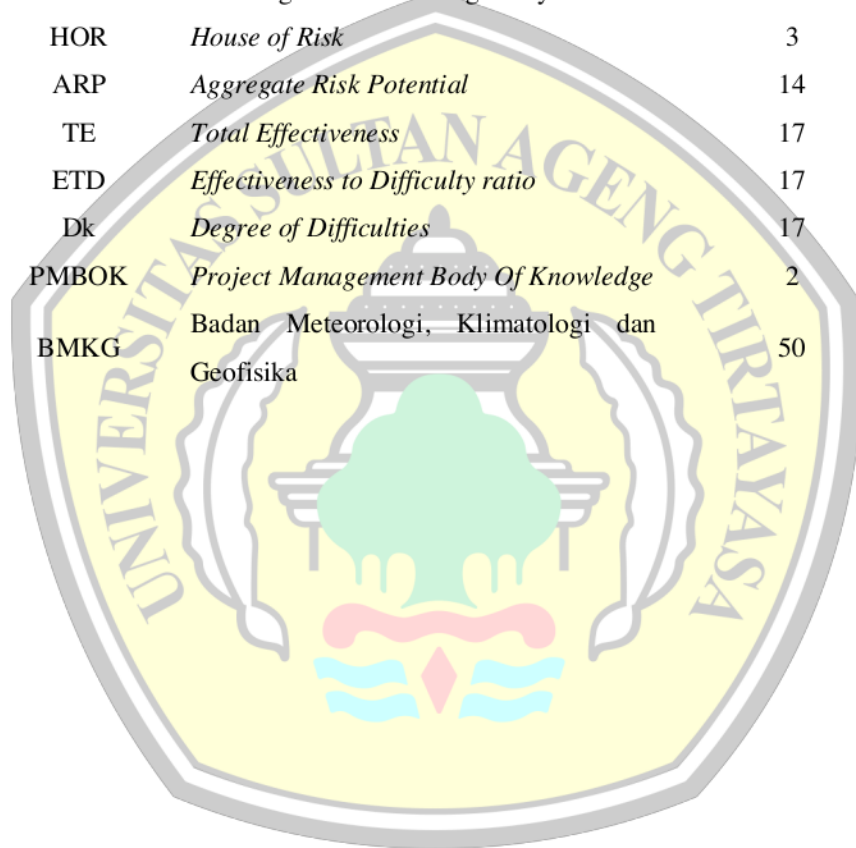 HOR House of Risk 3
ARP Aggregate Risk Potential 14
TE Total Effectiveness 17
ETD Effectiveness to Difficulty ratio 17
Dk Degree of Difficulties 17
PMBOK Project Management Body Of Knowledge 2
BMKG Badan Meteorologi, Klimatologi dan 50
Geofisika
UNIVERSITAS SULTAN AGENG TIRTAYASA